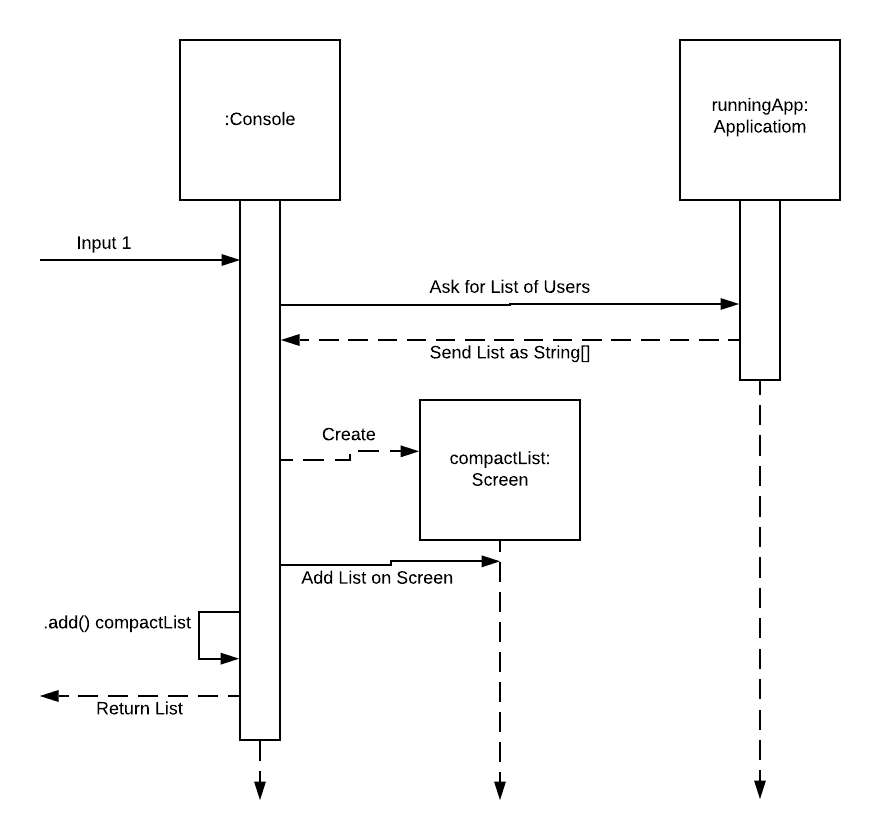 :Console
runningApp:
Applicatiom
Input 1
Ask for List of Users
Send List as String[]
Create
compactList:
Screen
Add List on Screen
.add() compactList
Return List